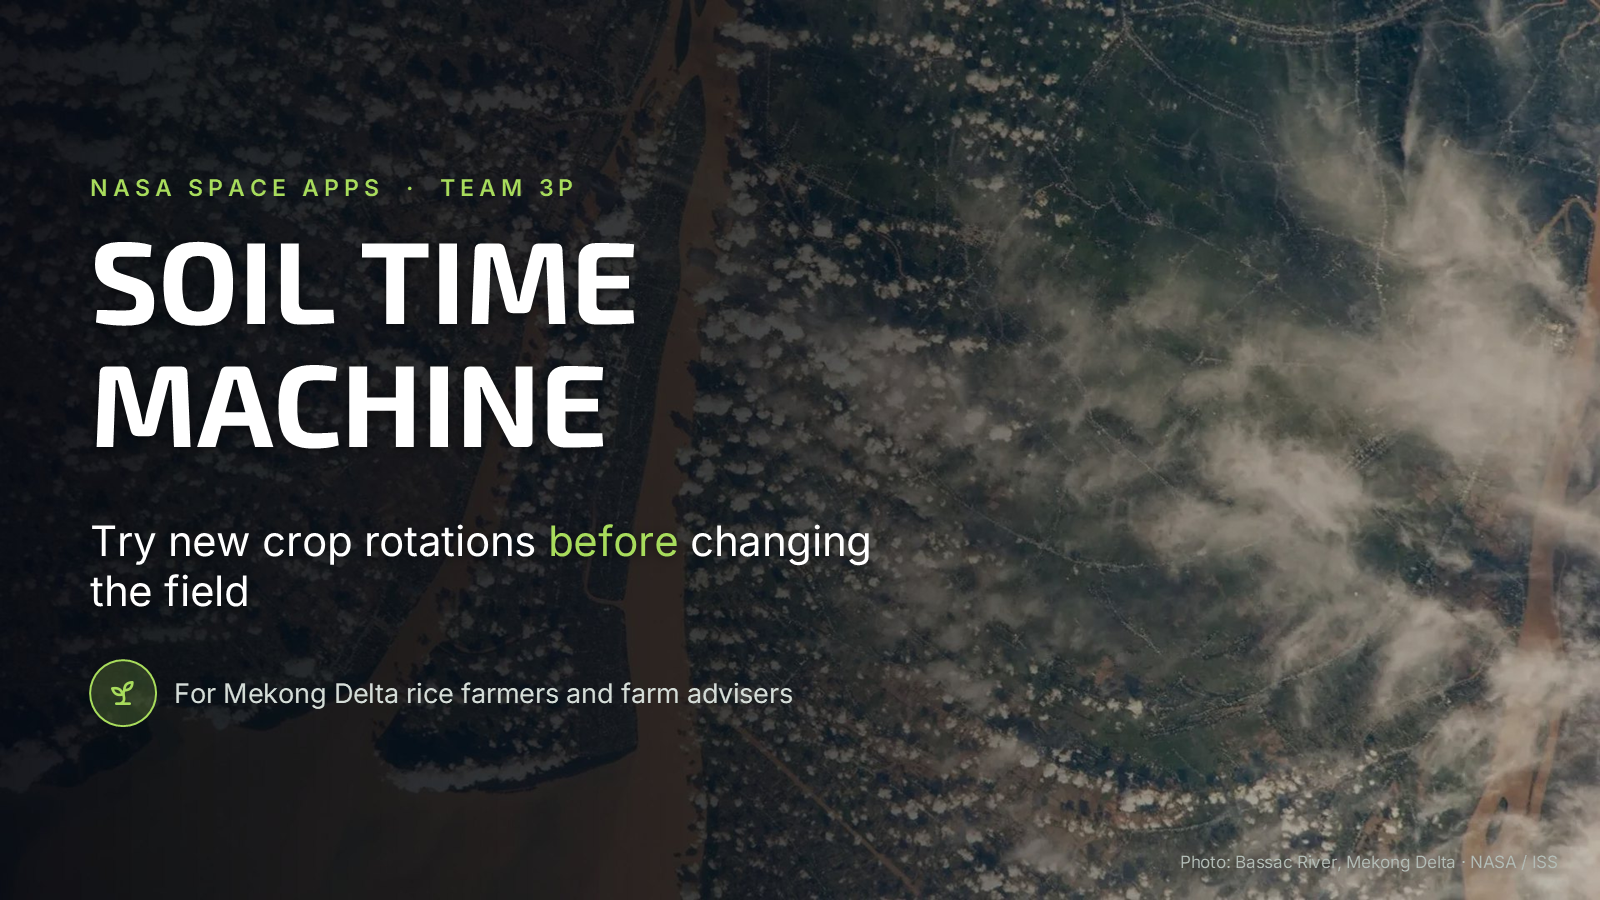 NASA SPACE APPS · TEAM 3P
SOIL TIME
MACHINE
Try new crop rotations before changing
the field
For Mekong Delta rice farmers and farm advisers
Photo: Bassac River, Mekong Delta · NASA / ISS